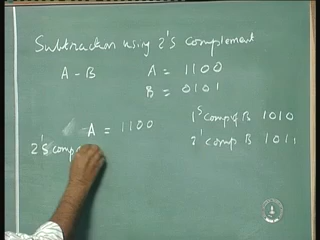 Subtraction using 2's complement
A - B
A = 1100
B = 0101
A = 1100
1's comp of B 1010
2' comp B 1011
2's comp